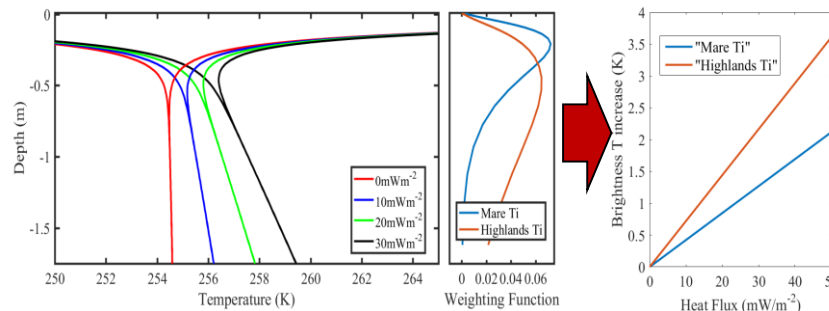 0
-0.5
-1
-1.5
Depth (m)
250 252 254 256 258 260 262 264
Temperature (K)
0mWm-2
10mWm-2
20mWm-2
30mWm-2
0 0.02 0.04 0.06
Weighting Function
Mare Ti
Highlands Ti
4
3.5
3
2.5
2
1.5
1
0.5
0
Brightness T increase (K)
0 10 20 30 40 50
Heat Flux (mW/m-2)
"Mare Ti"
"Highlands Ti"